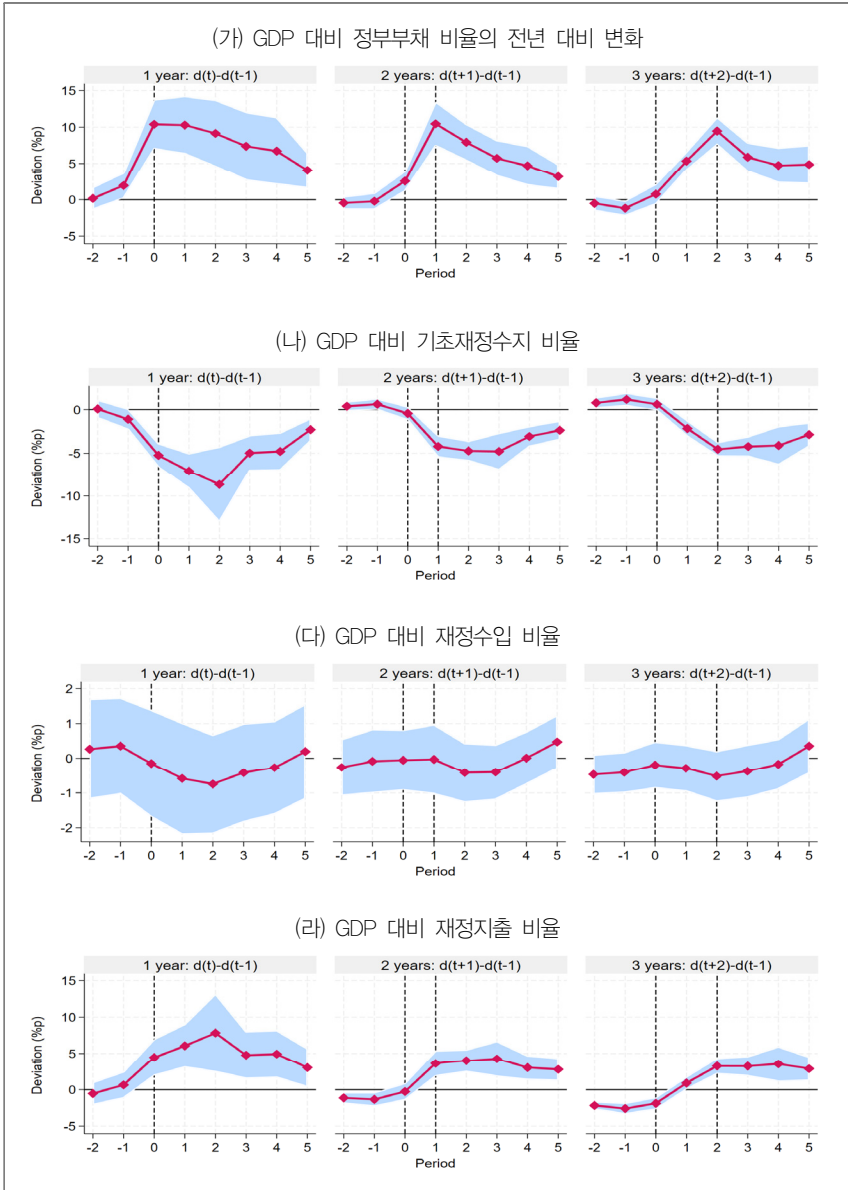 (가) GDP 대비 정부부채 비율의 전년 대비 변화
1 year: d(t)-d(t-1) 2 years: d(t+1)-d(t-1) 3 years: d(t+2)-d(t-1)
Deviation (%p)
15
10
5
0
-5
-2 -1 0 1 2 3 4 5 -2 -1 0 1 2 3 4 5 -2 -1 0 1 2 3 4 5
Period
(나) GDP 대비 기초재정수지 비율
1 year: d(t)-d(t-1) 2 years: d(t+1)-d(t-1) 3 years: d(t+2)-d(t-1)
Deviation (%p)
0
-5
-10
-15
-2 -1 0 1 2 3 4 5 -2 -1 0 1 2 3 4 5 -2 -1 0 1 2 3 4 5
Period
(다) GDP 대비 재정수입 비율
1 year: d(t)-d(t-1) 2 years: d(t+1)-d(t-1) 3 years: d(t+2)-d(t-1)
Deviation (%p)
2
1
0
-1
-2
-2 -1 0 1 2 3 4 5 -2 -1 0 1 2 3 4 5 -2 -1 0 1 2 3 4 5
Period
(라) GDP 대비 재정지출 비율
1 year: d(t)-d(t-1) 2 years: d(t+1)-d(t-1) 3 years: d(t+2)-d(t-1)
Deviation (%p)
15
10
5
0
-5
-2 -1 0 1 2 3 4 5 -2 -1 0 1 2 3 4 5 -2 -1 0 1 2 3 4 5
Period